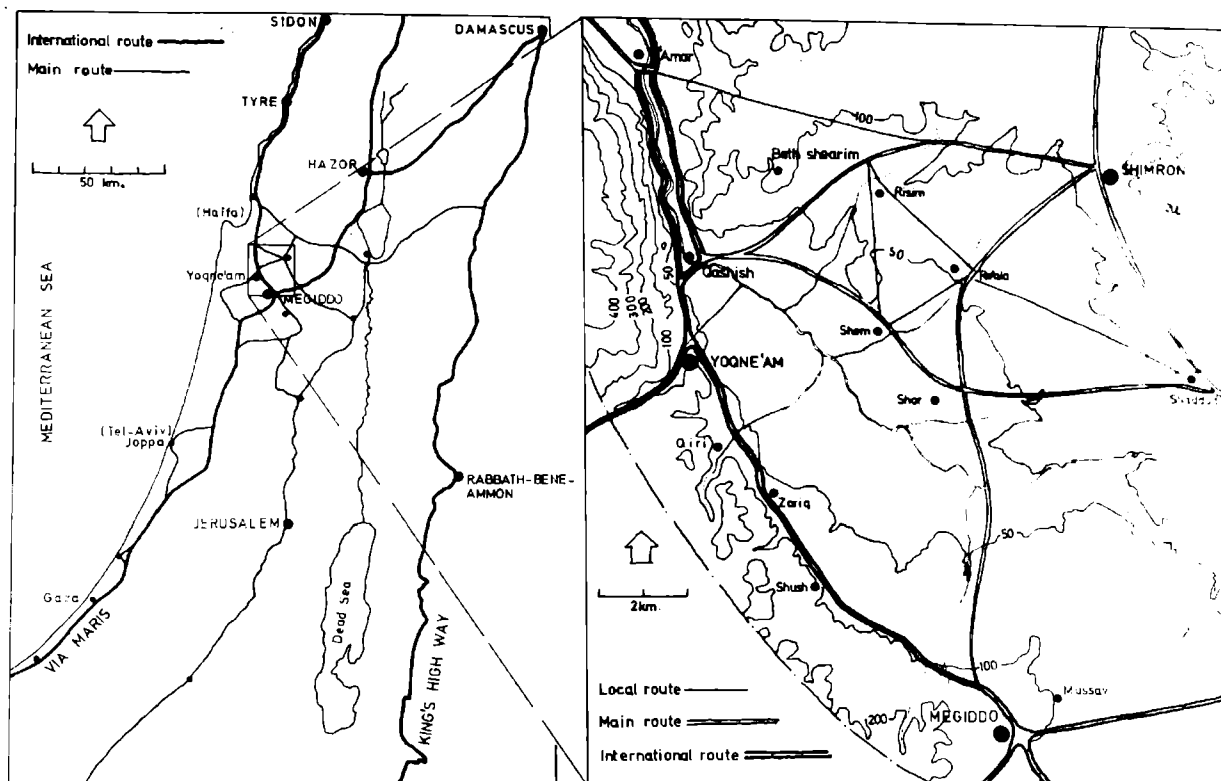 SIDON
DAMASCUS
International route
Main route
TYRE
HAZOR
50 km.
(Haifa)
Yoqne'am
MEGIDDO
MEDITERRANEAN SEA
(Tel-Aviv)
Joppa
RABBATH-BENE-
AMMON
JERUSALEM
Dead Sea
Gaza
VIA MARIS
KING'S HIGH WAY
'Amar
100
Beth shearim
SHIMRON
Risim
50
Qashish
50
400
300
200
100
Shem
YOQNE'AM
Shor
Qiri
Zariq
50
2km.
Shush
100
Local route
Main route
200
MEGIDDO
International route